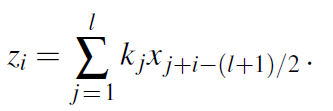 z_i = \sum_{j=1}^{l} k_j x_{j+i-(l+1)/2} .